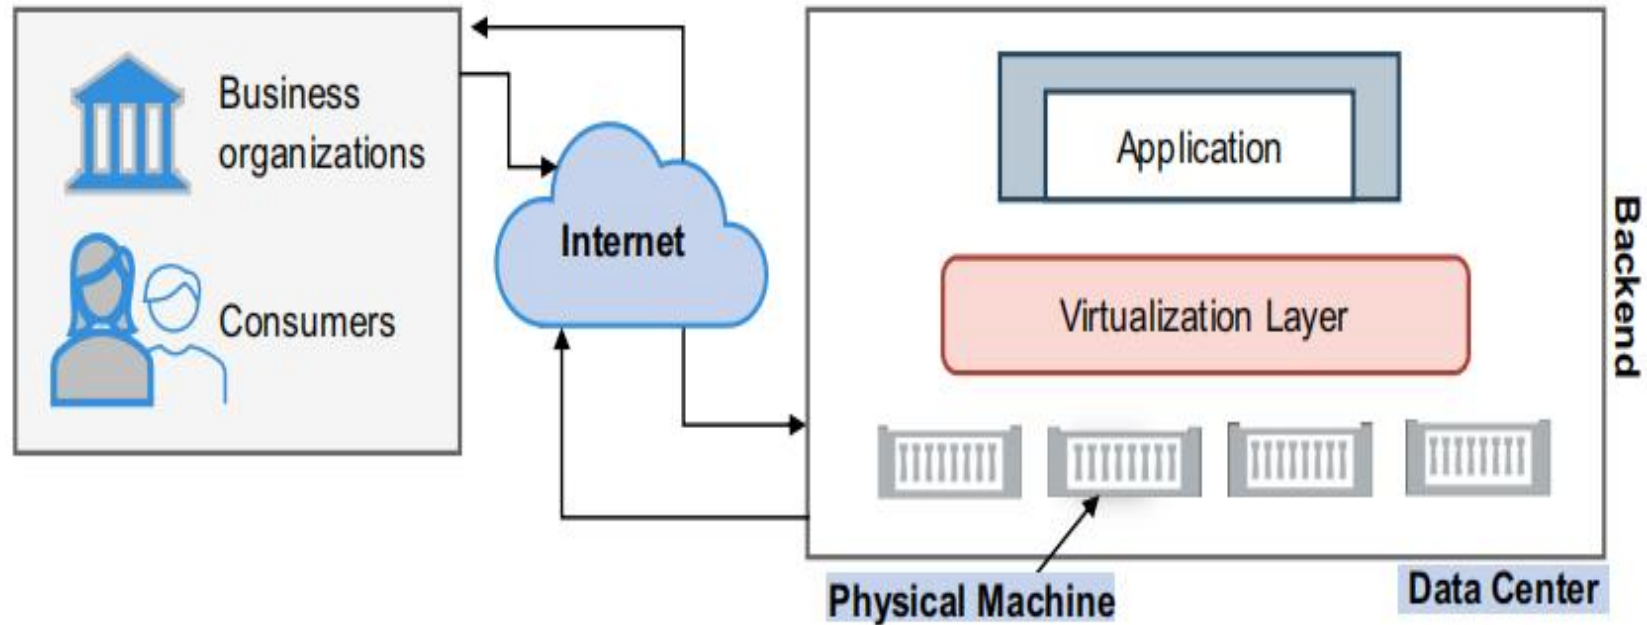 Business
organizations
Consumers
Internet
Application
Virtualization Layer
Backend
Physical Machine
Data Center